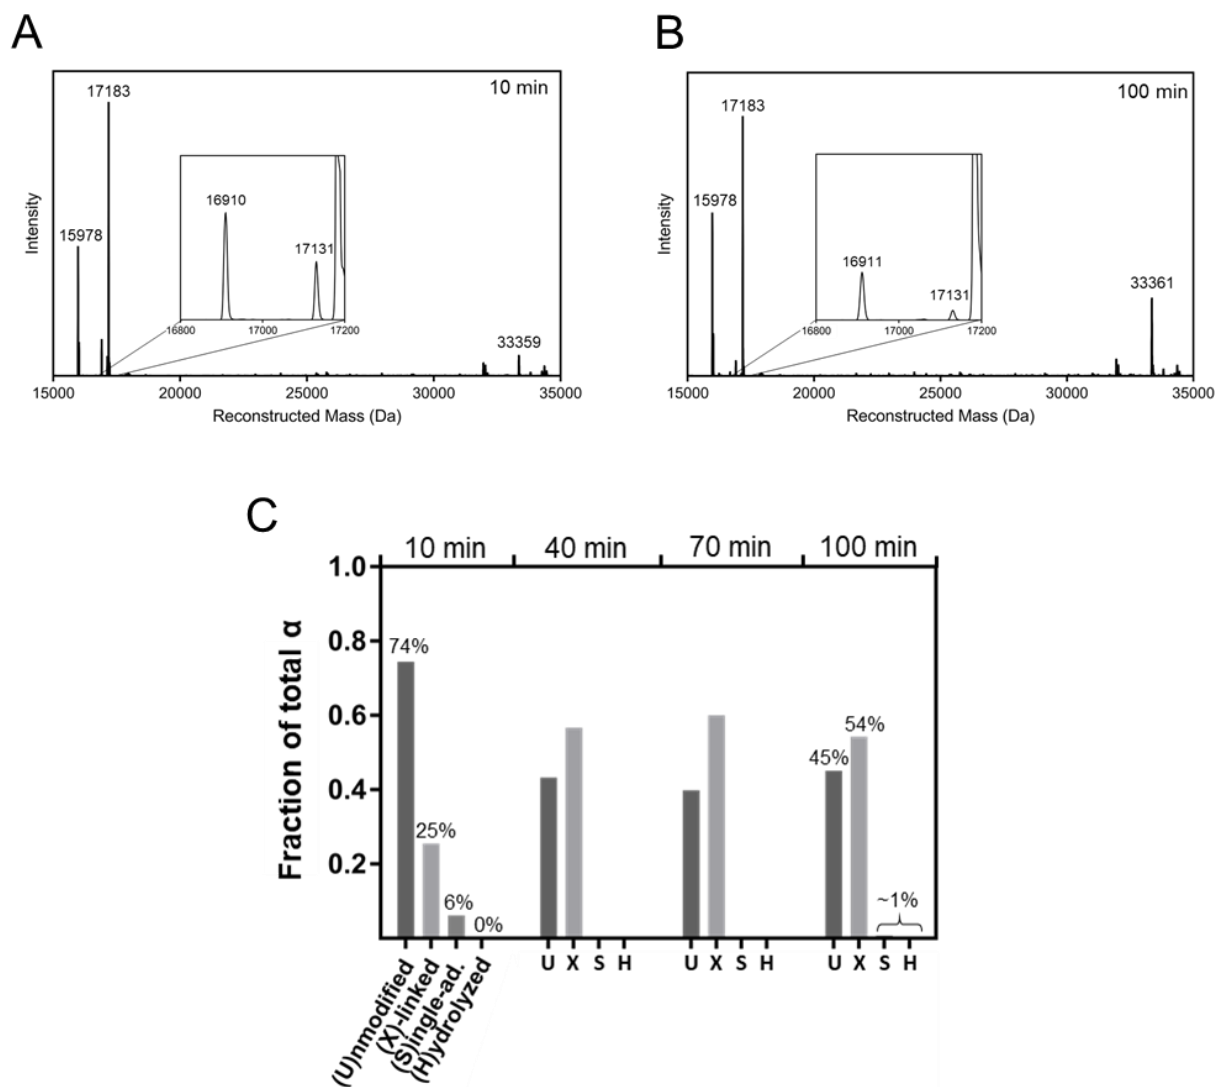 A
10 min
17183
15978
16910
17131
16800
17000
17200
33359
Intensity
15000
20000
25000
30000
35000
Reconstructed Mass (Da)
B
100 min
17183
15978
16911
17131
16800
17000
17200
33361
Intensity
15000
20000
25000
30000
35000
Reconstructed Mass (Da)
C
10 min
40 min
70 min
100 min
Fraction of total α
1.0
0.8
0.6
0.4
0.2
74%
25%
6%
0%
45%
54%
~1%
(U)nmodified
(X)-linked
(S)ingle-ad.
(H)ydrolyzed
U X S H
U X S H
U X S H